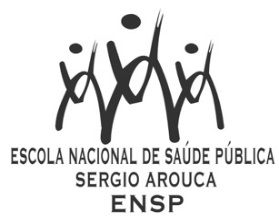 ESCOLA NACIONAL DE SAÚDE PÚBLICA
SERGIO AROUCA
ENSP